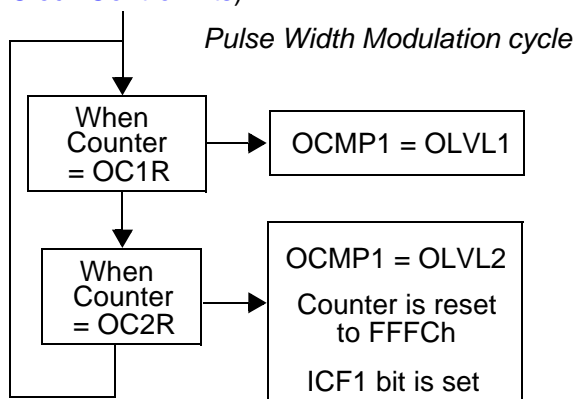 Pulse Width Modulation cycle
When
Counter
= OC1R
OCMP1 = OLVL1
When
Counter
= OC2R
OCMP1 = OLVL2
Counter is reset
to FFFCh
ICF1 bit is set